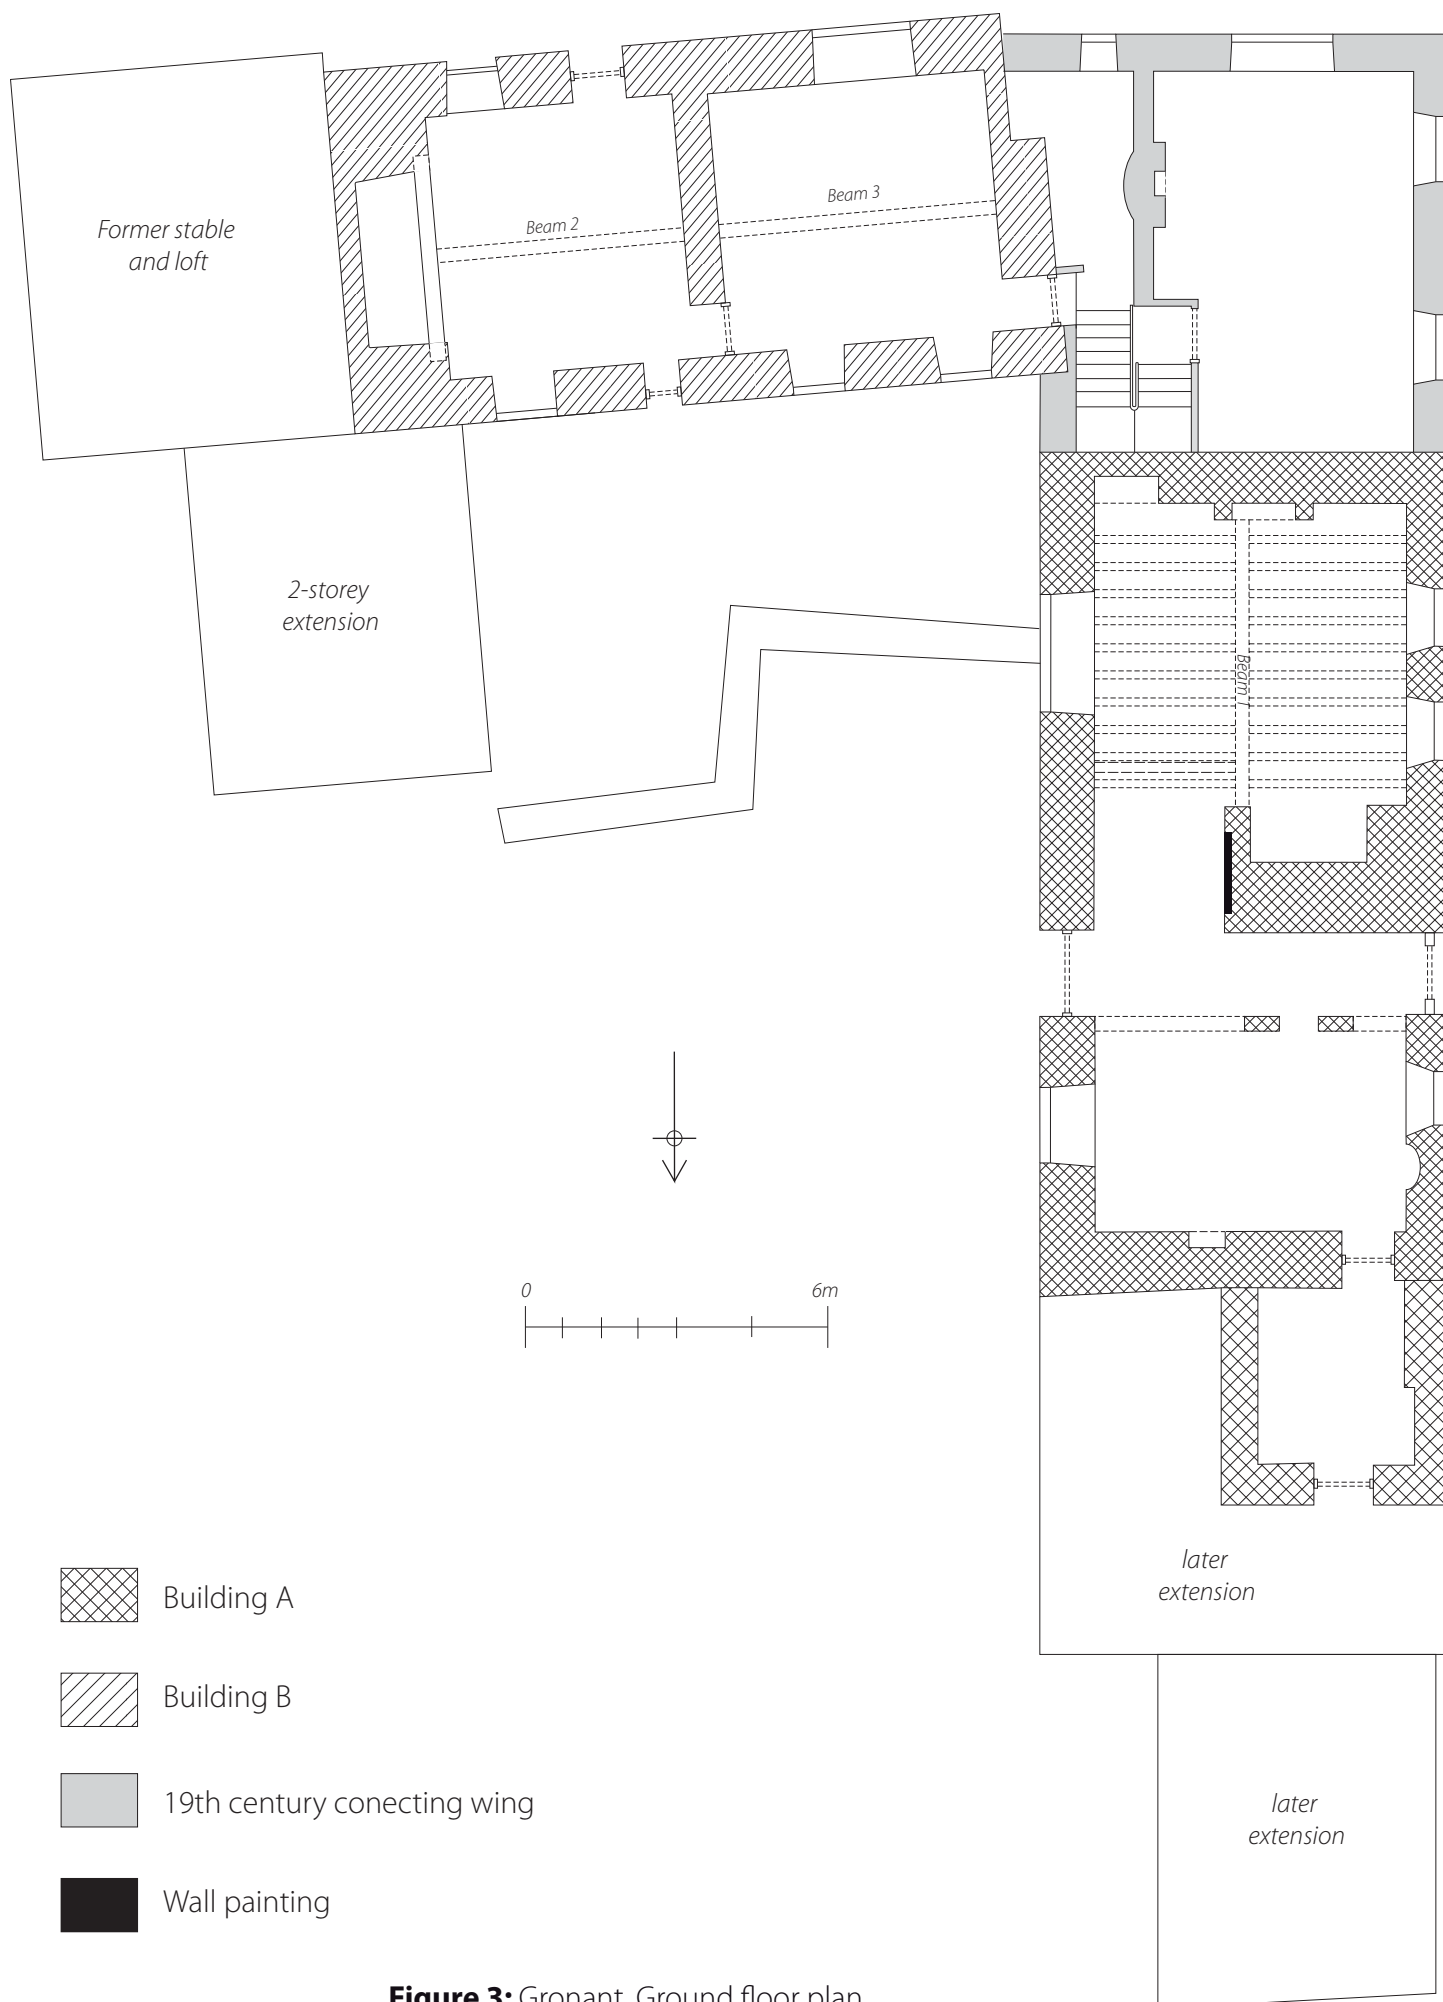 Former stable
and loft
Beam 2
Beam 3
2-storey
extension
Beam 1
0
6m
later
extension
Building A
Building B
19th century conecting wing
Wall painting
later
extension
Figure 3: Gronant, Ground floor plan